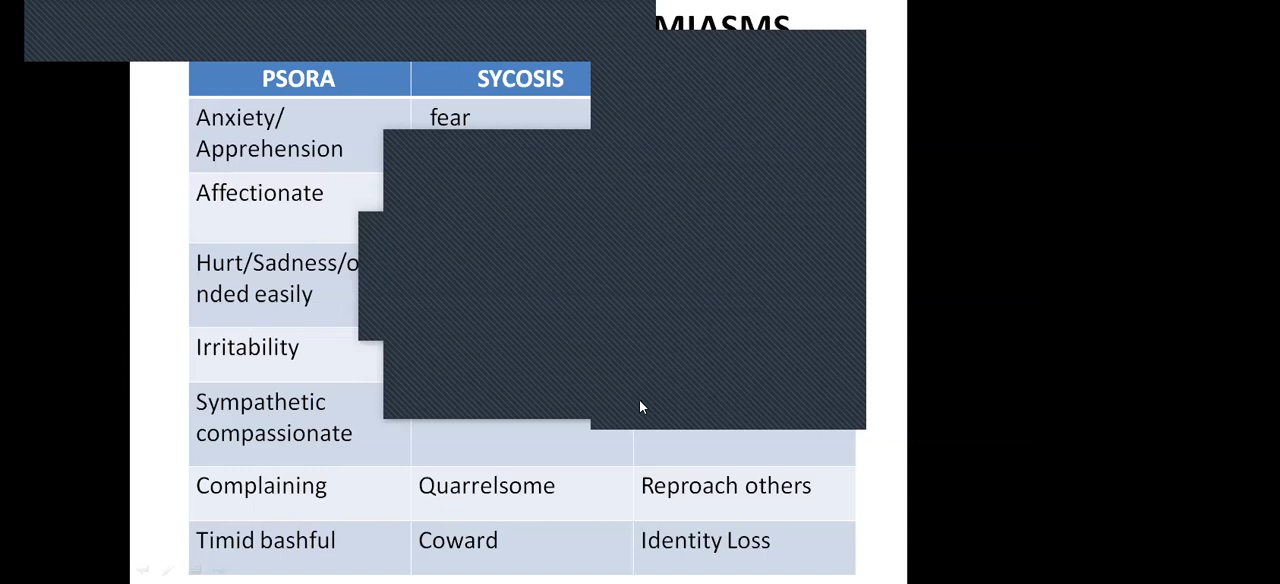 MIASMS
PSORA SYCOSIS
Anxiety/ fear
Apprehension
Affectionate
Hurt/Sadness/o
nded easily
Irritability
Sympathetic
compassionate
Complaining Quarrelsome Reproach others
Timid bashful Coward Identity Loss